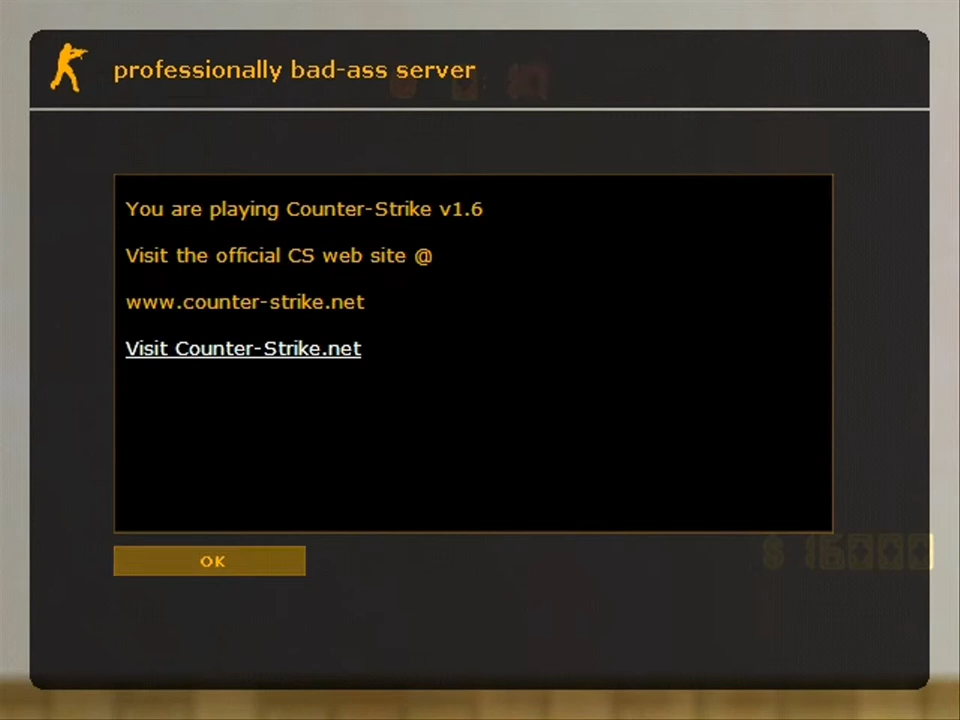 professionally bad-ass server
You are playing Counter-Strike v1.6
Visit the official CS web site @
www.counter-strike.net
Visit Counter-Strike.net
OK